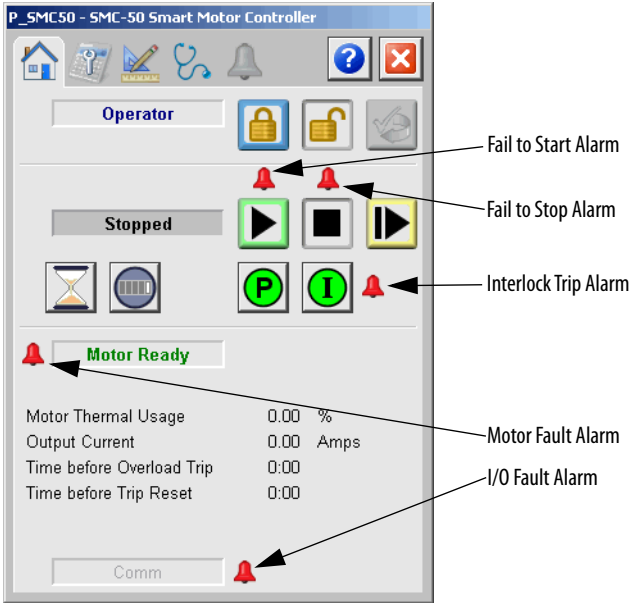 P_SMC50 - SMC-50 Smart Motor Controller
?
Operator
Fail to Start Alarm
Fail to Stop Alarm
Stopped
P I
Interlock Trip Alarm
Motor Ready
Motor Thermal Usage 0.00 %
Output Current 0.00 Amps
Motor Fault Alarm
Time before Overload Trip 0:00
I/O Fault Alarm
Time before Trip Reset 0:00
Comm